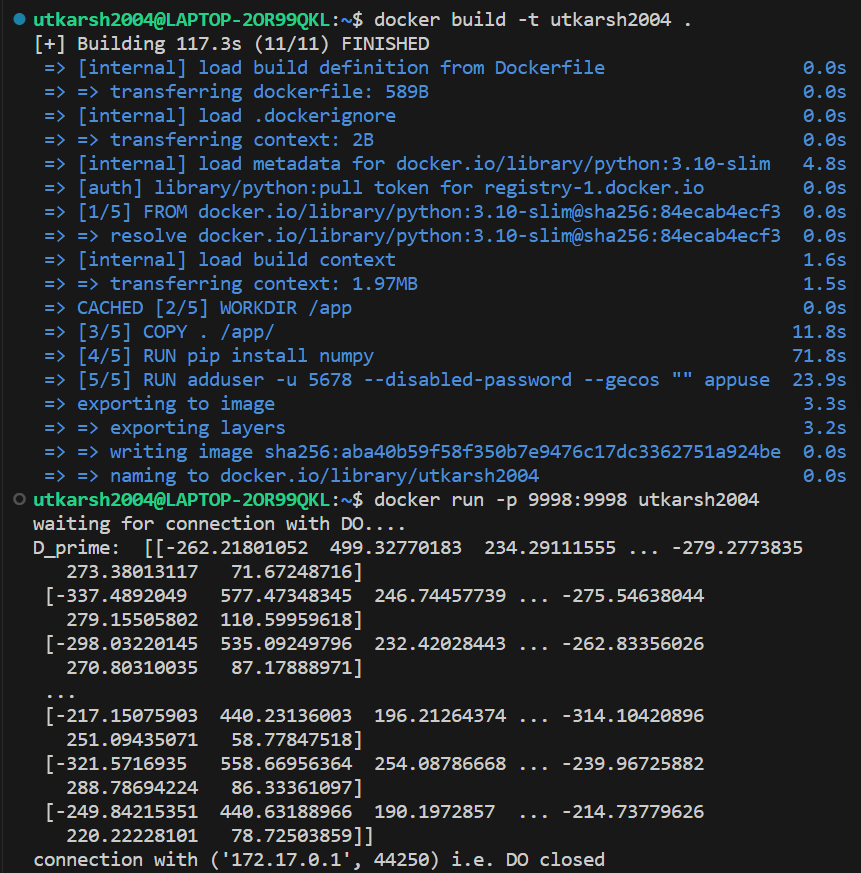 utkarsh2004@LAPTOP-2OR99QKL:~$ docker build -t utkarsh2004 .
[+] Building 117.3s (11/11) FINISHED
=> [internal] load build definition from Dockerfile 0.0s
=> => transferring dockerfile: 589B 0.0s
=> [internal] load .dockerignore 0.0s
=> => transferring context: 2B 0.0s
=> [internal] load metadata for docker.io/library/python:3.10-slim 4.8s
=> [auth] library/python:pull token for registry-1.docker.io 0.0s
=> [1/5] FROM docker.io/library/python:3.10-slim@sha256:84ecab4ecf3 0.0s
=> => resolve docker.io/library/python:3.10-slim@sha256:84ecab4ecf3 0.0s
=> [internal] load build context 1.6s
=> => transferring context: 1.97MB 1.5s
=> CACHED [2/5] WORKDIR /app 0.0s
=> [3/5] COPY . /app/ 11.8s
=> [4/5] RUN pip install numpy 71.8s
=> [5/5] RUN adduser -u 5678 --disabled-password --gecos "" appuse 23.9s
=> exporting to image 3.3s
=> => exporting layers 3.2s
=> => writing image sha256:aba40b59f58f350b7e9476c17dc3362751a924be 0.0s
=> => naming to docker.io/library/utkarsh2004 0.0s
utkarsh2004@LAPTOP-2OR99QKL:~$ docker run -p 9998:9998 utkarsh2004
waiting for connection with DO....
D_prime:  [[-262.21801052  499.32770183  234.29111555 ... -279.2773835
273.38013117   71.67248716]
[-337.4892049   577.47348345  246.74457739 ... -275.54638044
279.15505802  110.59959618]
[-298.03220145  535.09249796  232.42028443 ... -262.83356026
270.80310035   87.17888971]
...
[-217.15075903  440.23136003  196.21264374 ... -314.10420896
251.09435071   58.77847518]
[-321.5716935   558.66956364  254.08786668 ... -239.96725882
288.78694224   86.33361097]
[-249.84215351  440.63188966  190.1972857  ... -214.73779626
220.22228101   78.72503859]]
connection with ('172.17.0.1', 44250) i.e. DO closed